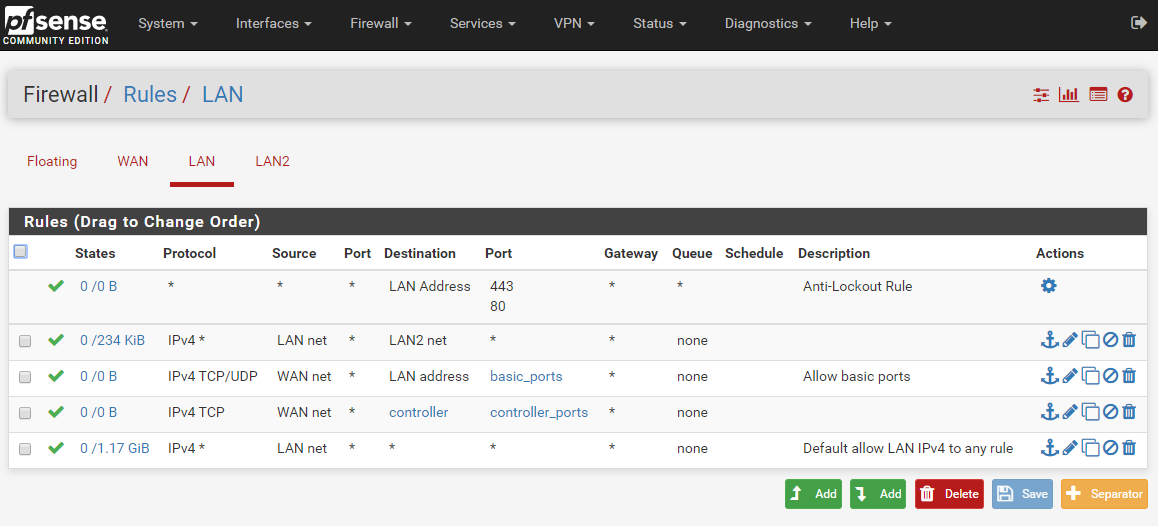 pfsense
COMMUNITY EDITION
System Interfaces Firewall Services VPN Status Diagnostics Help
Firewall / Rules / LAN
Floating WAN LAN LAN2
Rules (Drag to Change Order)
States Protocol Source Port Destination Port Gateway Queue Schedule Description Actions
0 /0 B * * * LAN Address 443 * * Anti-Lockout Rule
80
0 /234 KiB IPv4 * LAN net * LAN2 net * * none
0 /0 B IPv4 TCP/UDP WAN net * LAN address basic_ports * none Allow basic ports
0 /0 B IPv4 TCP WAN net * controller controller_ports * none
0 /1.17 GiB IPv4 * LAN net * * * * none Default allow LAN IPv4 to any rule
Add Add Delete Save Separator